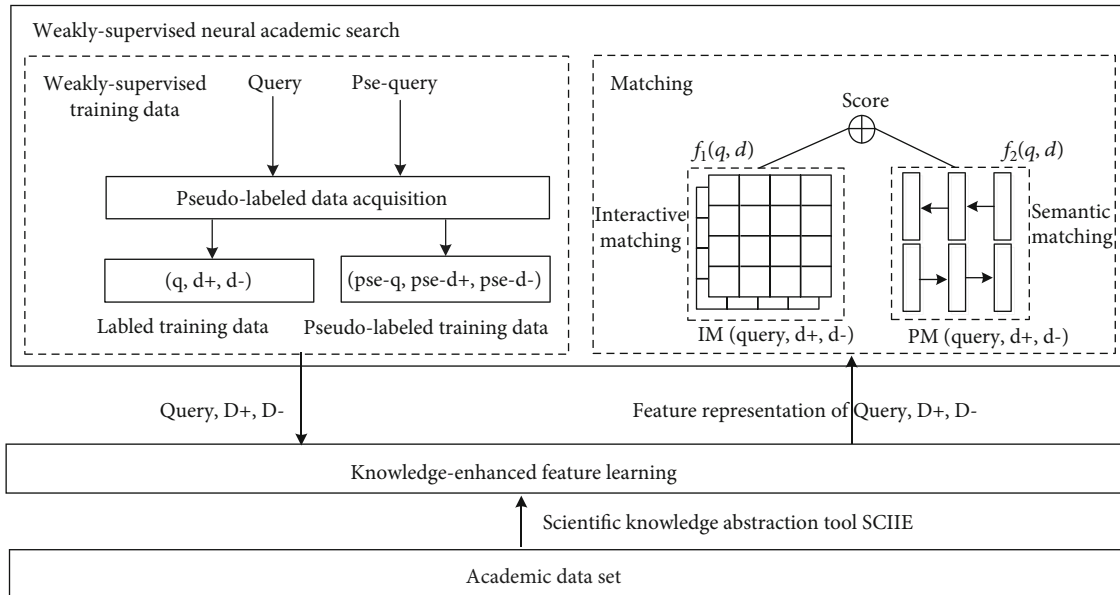 Weakly-supervised neural academic search
Weakly-supervised
training data
Query
Pse-query
Pseudo-labeled data acquisition
(q, d+, d-)
(pse-q, pse-d+, pse-d-)
Labled training data
Pseudo-labeled training data
Matching
Score
f1(q, d)
f2(q, d)
Interactive
matching
Semantic
matching
IM (query, d+, d-)
PM (query, d+, d-)
Query, D+, D-
Feature representation of Query, D+, D-
Knowledge-enhanced feature learning
Scientific knowledge abstraction tool SCIIE
Academic data set